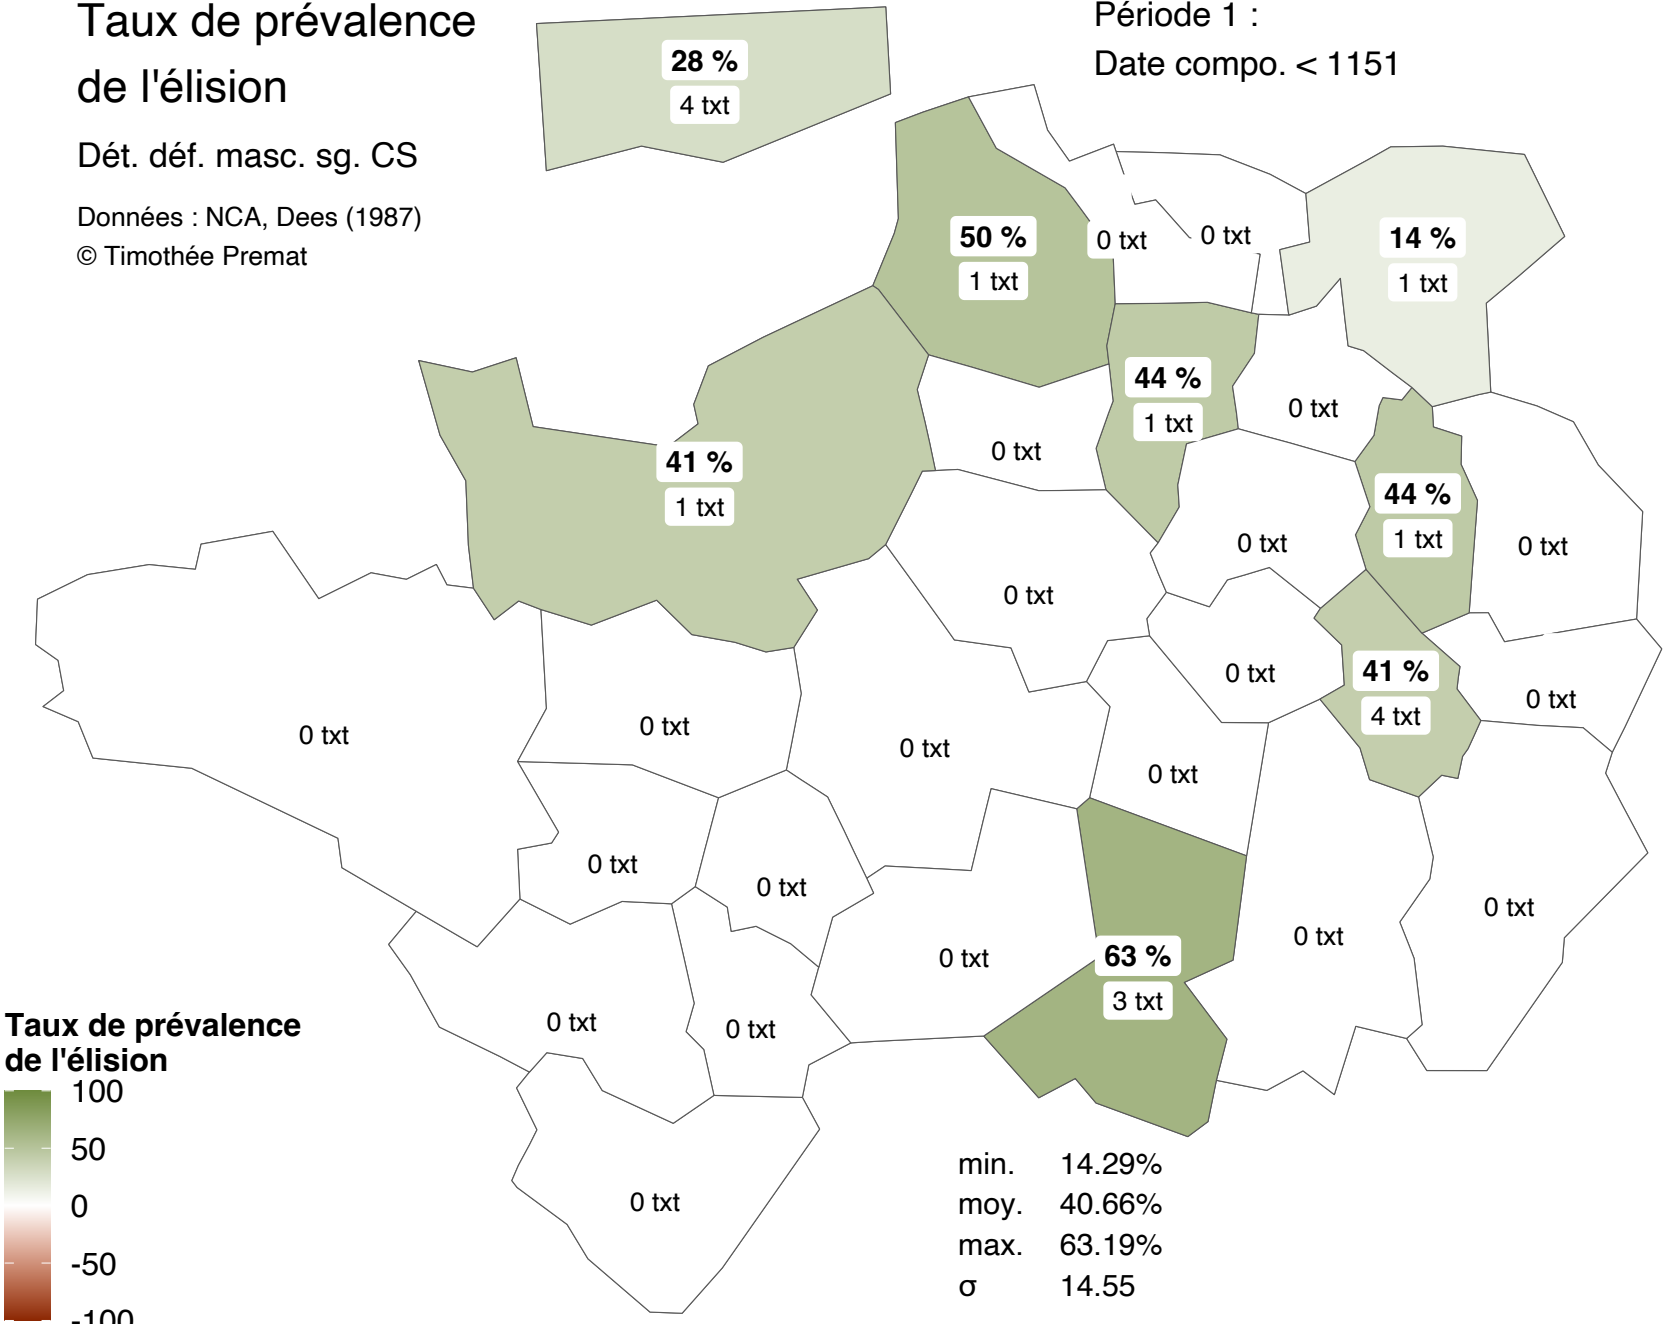 Taux de prévalence
de l'élision
Dét. déf. masc. sg. CS
Données : NCA, Dees (1987)
© Timothée Premat
Période 1 :
Date compo. < 1151
28 %
4 txt
50 %
1 txt
0 txt
0 txt
14 %
1 txt
44 %
1 txt
0 txt
0 txt
41 %
1 txt
44 %
1 txt
0 txt
0 txt
0 txt
0 txt
41 %
4 txt
0 txt
0 txt
0 txt
0 txt
0 txt
0 txt
0 txt
0 txt
0 txt
63 %
3 txt
0 txt
0 txt
0 txt
0 txt
0 txt
Taux de prévalence
de l'élision
100
50
0
-50
-100
min. 14.29%
moy. 40.66%
max. 63.19%
σ 14.55